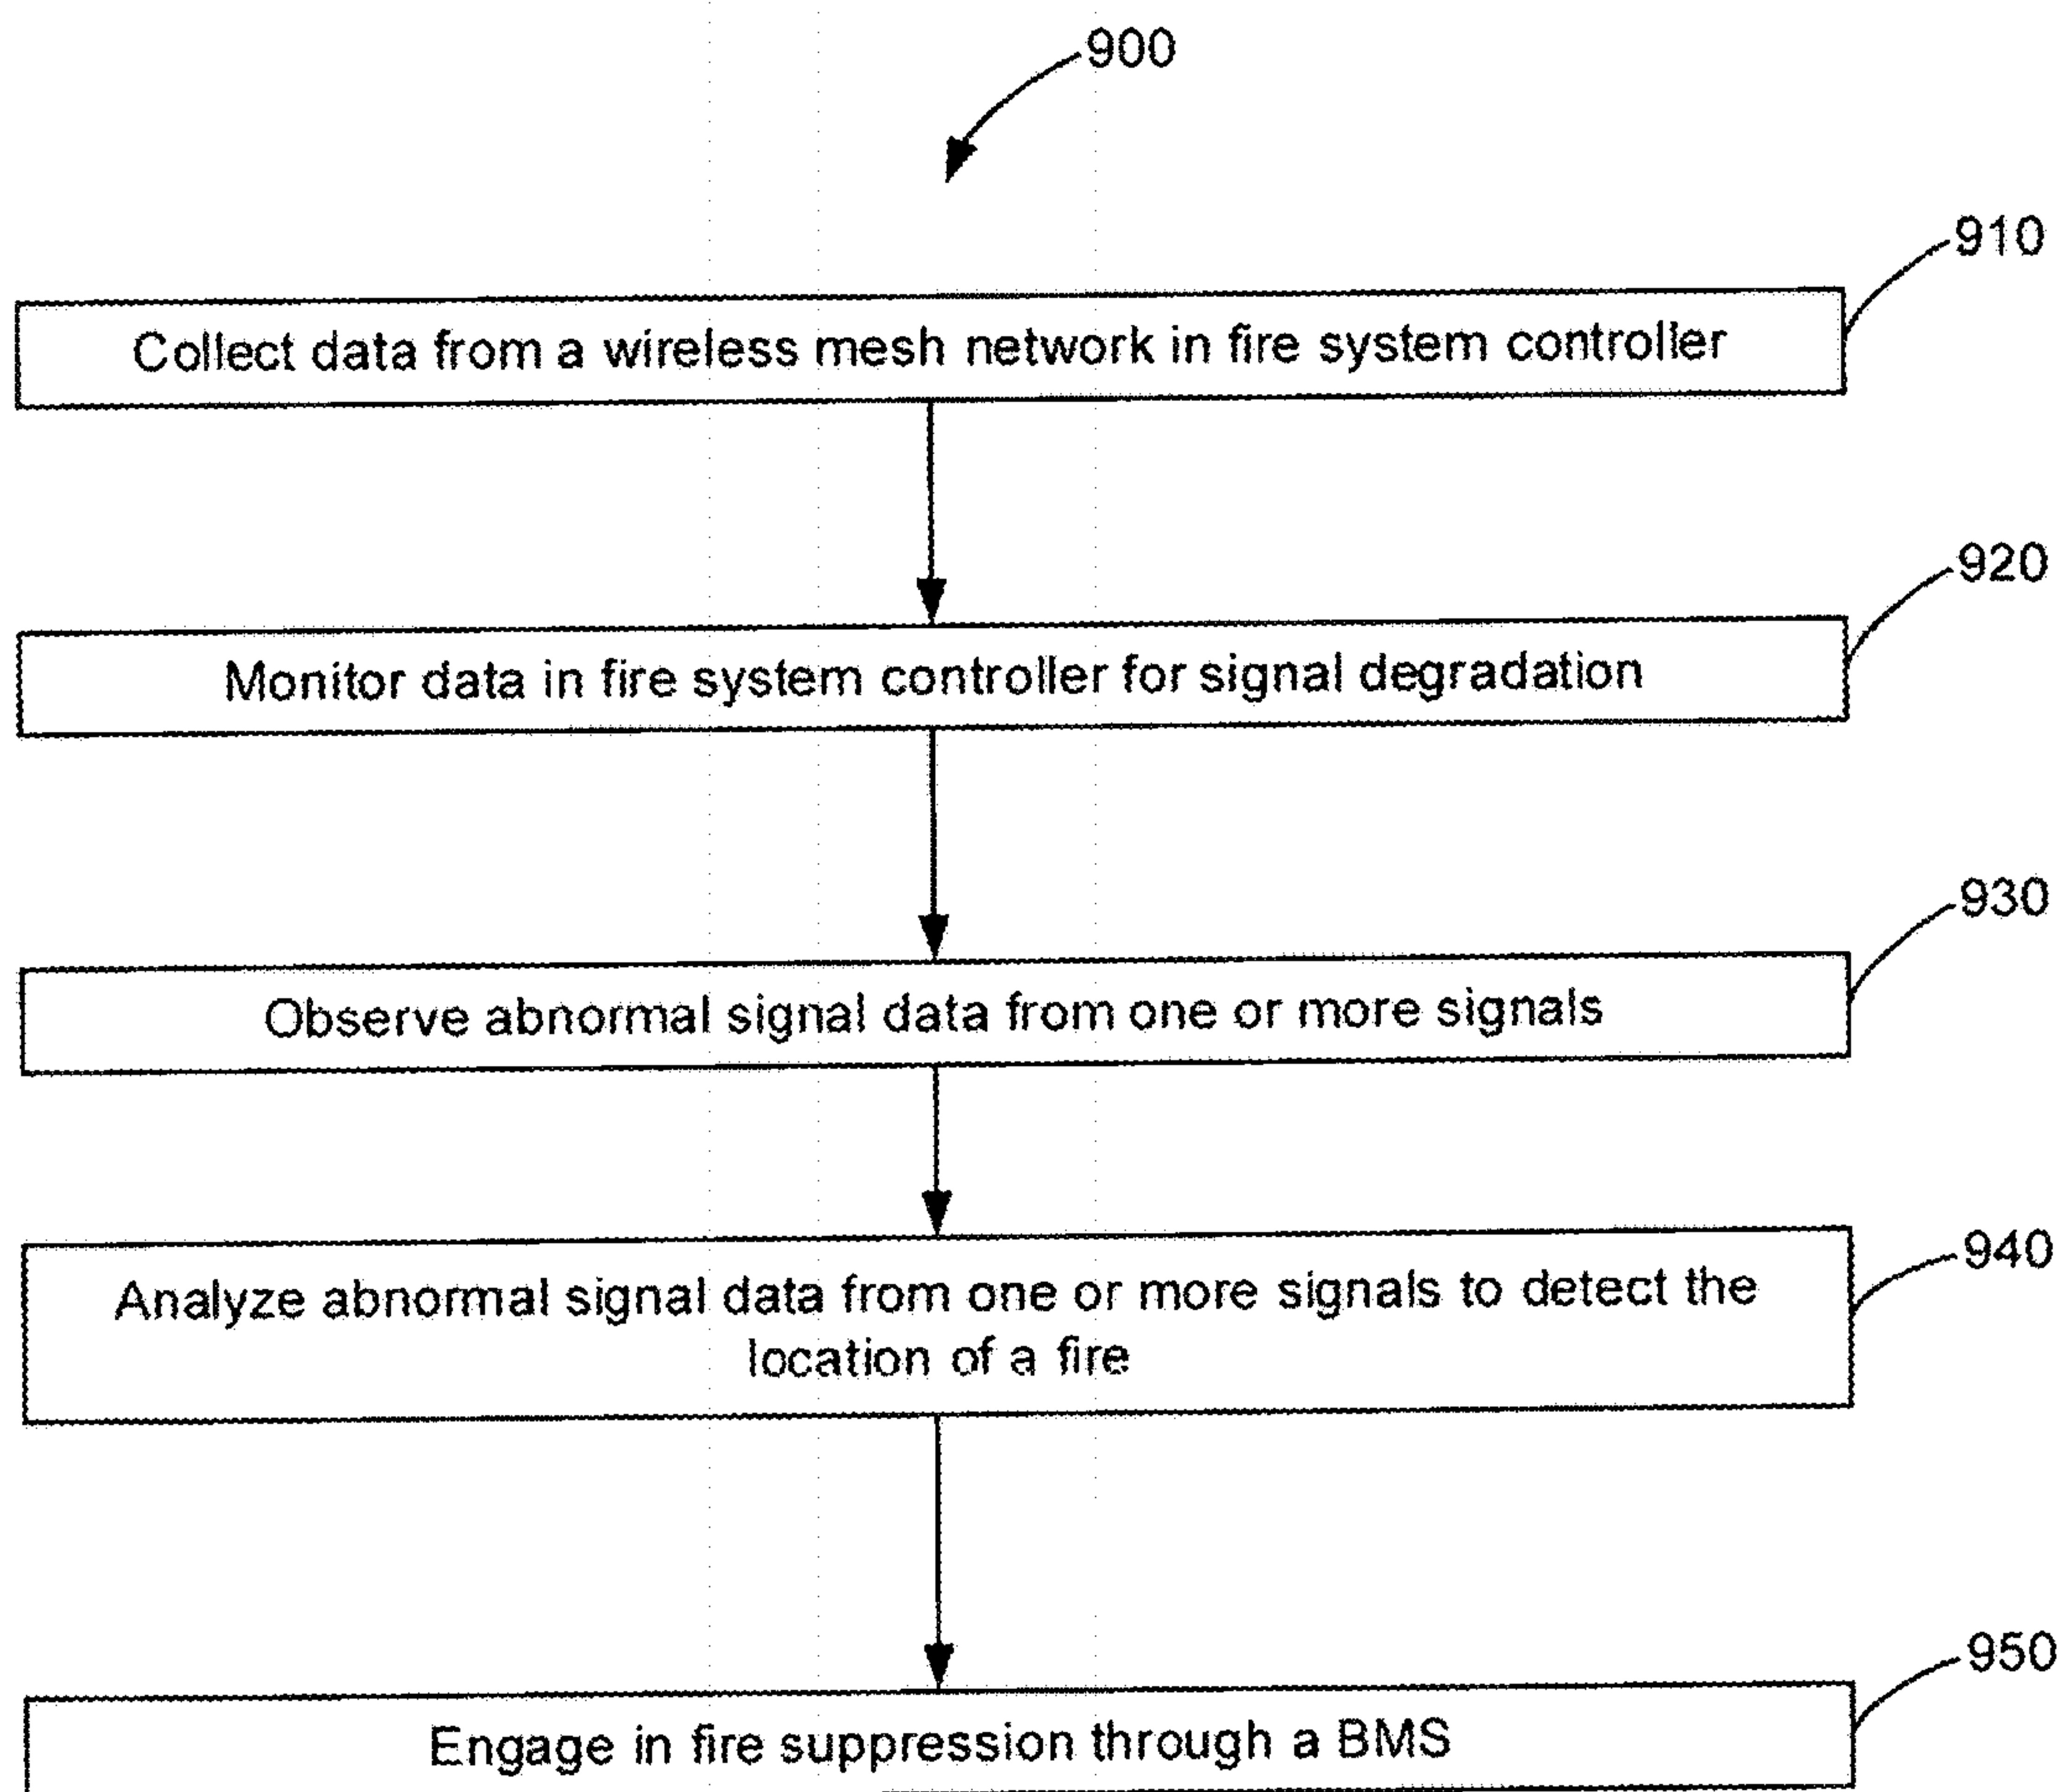 900
910
Collect data from a wireless mesh network in fire system controller
920
Monitor data in fire system controller for signal degradation
930
Observe abnormal signal data from one or more signals
940
Analyze abnormal signal data from one or more signals to detect the
location of a fire
950
Engage in fire suppression through a BMS